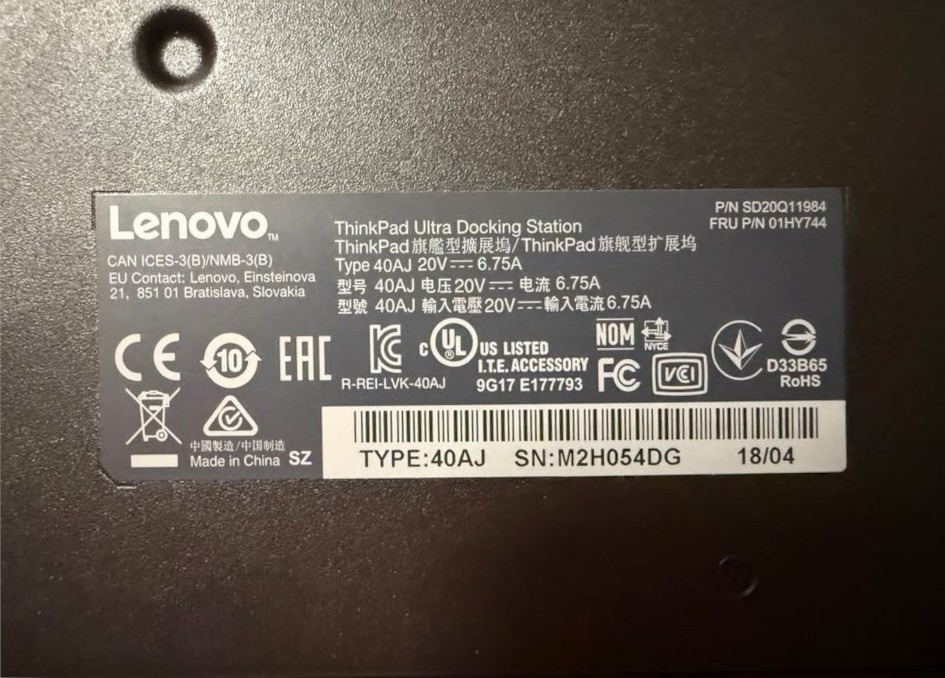 Lenovo™
CAN ICES-3(B)/NMB-3(B)
EU Contact: Lenovo, Einsteinova
21, 851 01 Bratislava, Slovakia
ThinkPad Ultra Docking Station
ThinkPad旗艦型擴展塢/ThinkPad旗舰型扩展坞
Type 40AJ 20V⎓ 6.75A
型号 40AJ 电压20V⎓ 电流 6.75A
型號 40AJ 輸入電壓20V⎓輸入電流6.75A
P/N SD20Q11984
FRU P/N 01HY744
CE
10
EAC
KC
R-REI-LVK-40AJ
c UL ® US LISTED
I.T.E. ACCESSORY
9G17 E177793
NOM
NYCE
FC
VCI
D33B65
RoHS
中國製造/中国制造
Made in China SZ
TYPE:40AJ SN:M2H054DG 18/04